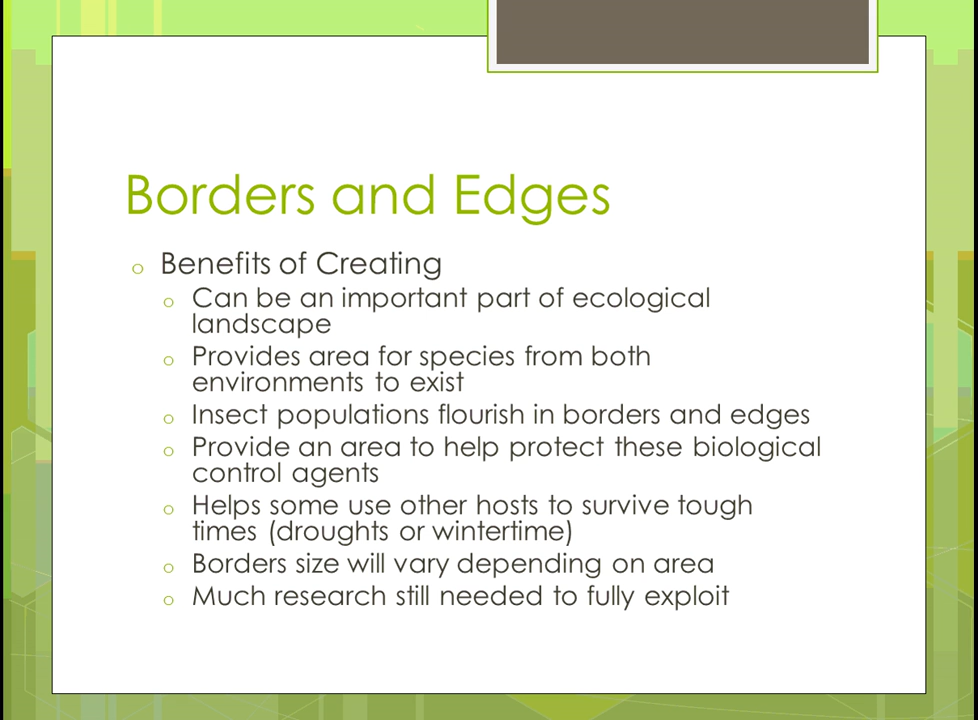 Borders and Edges
o Benefits of Creating
o Can be an important part of ecological
landscape
o Provides area for species from both
environments to exist
o Insect populations flourish in borders and edges
o Provide an area to help protect these biological
control agents
o Helps some use other hosts to survive tough
times (droughts or wintertime)
o Borders size will vary depending on area
o Much research still needed to fully exploit